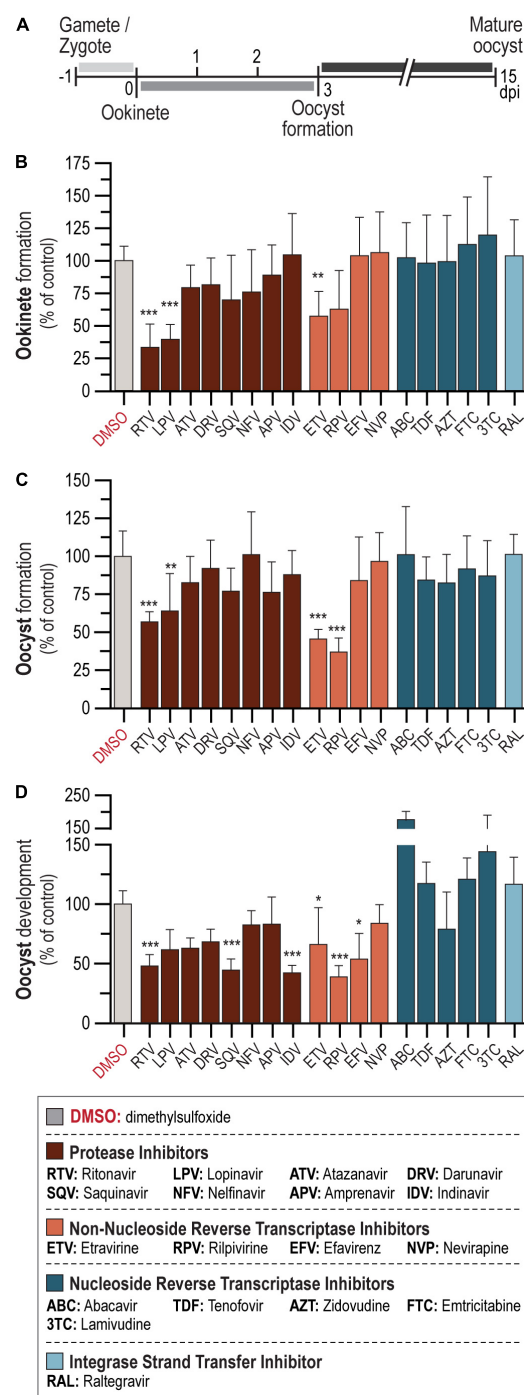 A
Gamete /
Zygote
Mature
oocyst
-1
0
1
2
3
15
dpi
Ookinete
Oocyst
formation
B
Ookinete formation
(% of control)
175
150
125
100
75
50
25
0
***
***
**
DMSO RTV LPV ATV DRV SQV NFV APV IDV ETV RPV EFV NVP ABC TDF AZT FTC 3TC RAL
C
Oocyst formation
(% of control)
150
125
100
75
50
25
0
***
**
***
***
DMSO RTV LPV ATV DRV SQV NFV APV IDV ETV RPV EFV NVP ABC TDF AZT FTC 3TC RAL
D
Oocyst development
(% of control)
250
150
150
100
50
0
***
***
***
*
***
*
DMSO RTV LPV ATV DRV SQV NFV APV IDV ETV RPV EFV NVP ABC TDF AZT FTC 3TC RAL
DMSO: dimethylsulfoxide
Protease Inhibitors
RTV: Ritonavir LPV: Lopinavir ATV: Atazanavir DRV: Darunavir
SQV: Saquinavir NFV: Nelfinavir APV: Amprenavir IDV: Indinavir
Non-Nucleoside Reverse Transcriptase Inhibitors
ETV: Etravirine RPV: Rilpivirine EFV: Efavirenz NVP: Nevirapine
Nucleoside Reverse Transcriptase Inhibitors
ABC: Abacavir TDF: Tenofovir AZT: Zidovudine FTC: Emtricitabine
3TC: Lamivudine
Integrase Strand Transfer Inhibitor
RAL: Raltegravir